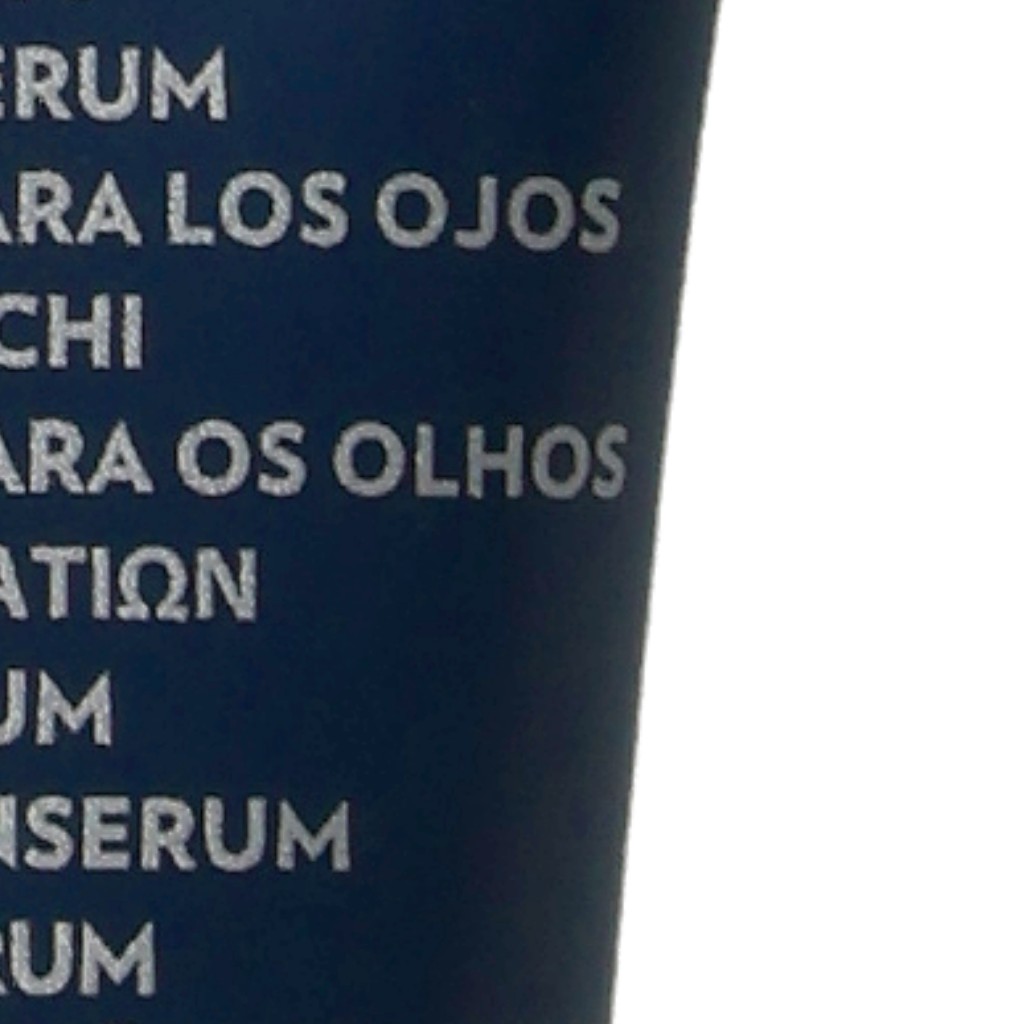 ERUM
ARA LOS OJOS
CHI
ARA OS OLHOS
ΑΤΙΩΝ
UM
NSERUM
RUM